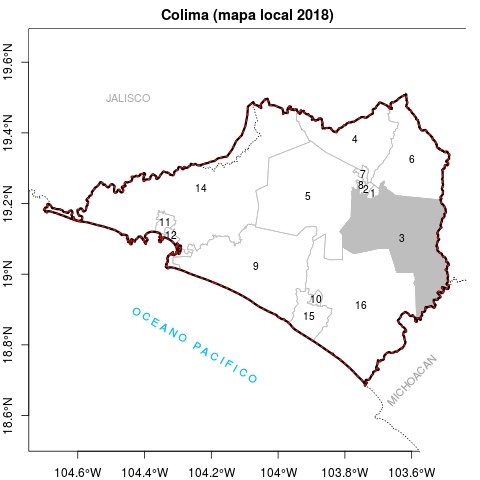 Colima (mapa local 2018)
19.6°N
19.4°N
19.2°N
19°N
18.8°N
18.6°N
JALISCO
4
6
7
8
2
1
14
5
11
12
3
9
10
15
16
OCEANO PACIFICO
MICHOACAN
104.6°W
104.4°W
104.2°W
104°W
103.8°W
103.6°W